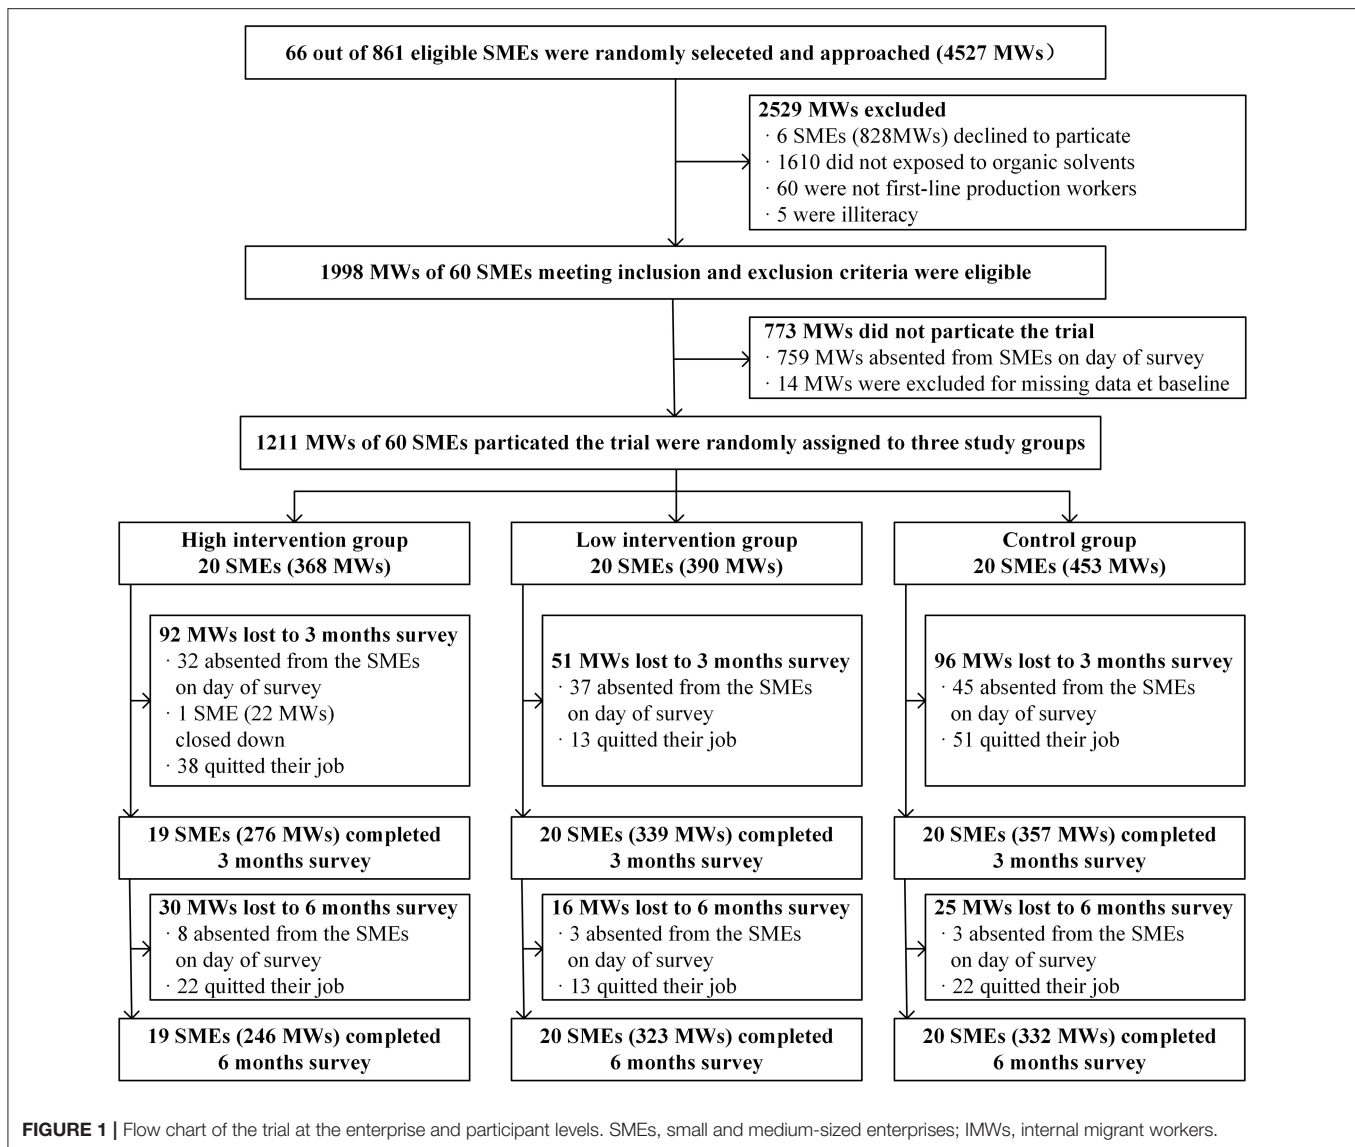 66 out of 861 eligible SMEs were randomly seleceted and approached (4527 MWs）
2529 MWs excluded
· 6 SMEs (828MWs) declined to particate
· 1610 did not exposed to organic solvents
· 60 were not first-line production workers
· 5 were illiteracy
1998 MWs of 60 SMEs meeting inclusion and exclusion criteria were eligible
773 MWs did not particate the trial
· 759 MWs absented from SMEs on day of survey
· 14 MWs were excluded for missing data et baseline
1211 MWs of 60 SMEs particated the trial were randomly assigned to three study groups
High intervention group
20 SMEs (368 MWs)
Low intervention group
20 SMEs (390 MWs)
Control group
20 SMEs (453 MWs)
92 MWs lost to 3 months survey
· 32 absented from the SMEs
on day of survey
· 1 SME (22 MWs)
closed down
· 38 quitted their job
51 MWs lost to 3 months survey
· 37 absented from the SMEs
on day of survey
· 13 quitted their job
96 MWs lost to 3 months survey
· 45 absented from the SMEs
on day of survey
· 51 quitted their job
19 SMEs (276 MWs) completed
3 months survey
20 SMEs (339 MWs) completed
3 months survey
20 SMEs (357 MWs) completed
3 months survey
30 MWs lost to 6 months survey
· 8 absented from the SMEs
on day of survey
· 22 quitted their job
16 MWs lost to 6 months survey
· 3 absented from the SMEs
on day of survey
· 13 quitted their job
25 MWs lost to 6 months survey
· 3 absented from the SMEs
on day of survey
· 22 quitted their job
19 SMEs (246 MWs) completed
6 months survey
20 SMEs (323 MWs) completed
6 months survey
20 SMEs (332 MWs) completed
6 months survey
FIGURE 1 | Flow chart of the trial at the enterprise and participant levels. SMEs, small and medium-sized enterprises; IMWs, internal migrant workers.